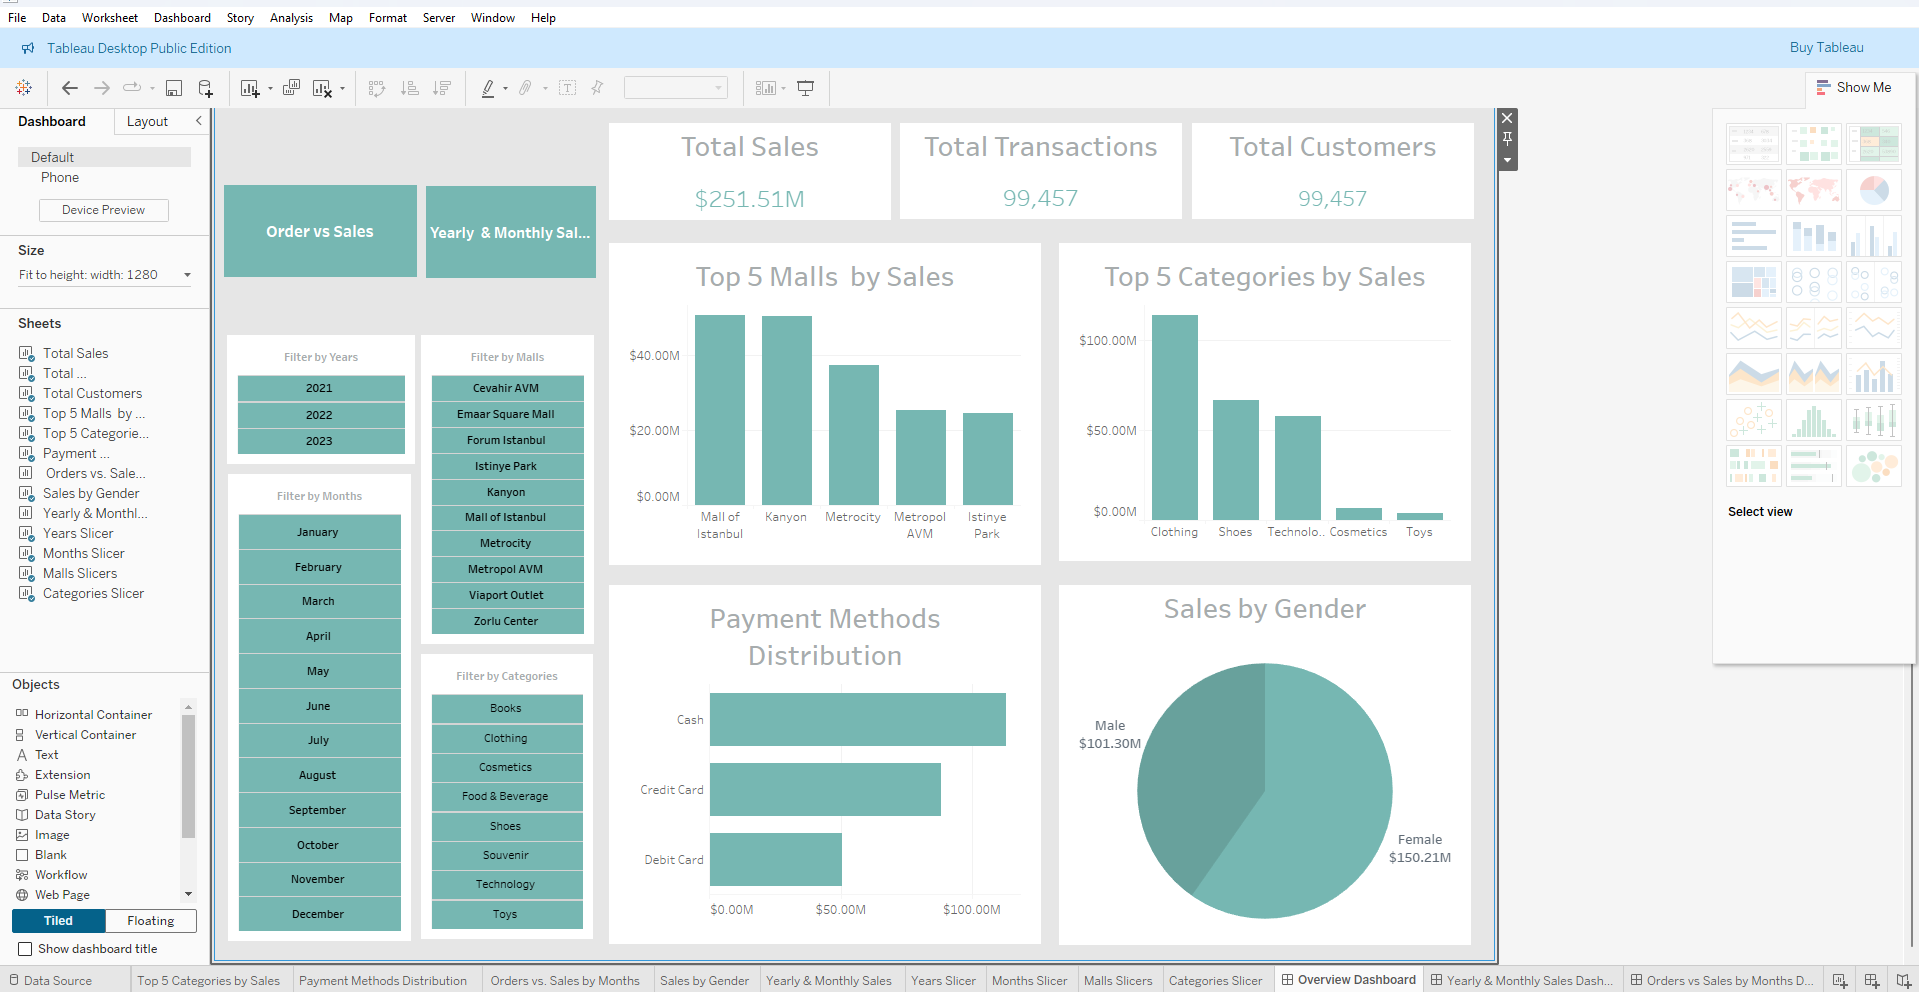 File Data Worksheet Dashboard Story Analysis Map Format Server Window Help
Tableau Desktop Public Edition
Buy Tableau
Show Me
Dashboard Layout
Default
Phone
Device Preview
Size
Fit to height: width: 1280
Sheets
Total Sales
Total ...
Total Customers
Top 5 Malls by ...
Top 5 Categorie...
Payment ...
Orders vs. Sale...
Sales by Gender
Yearly & Monthl...
Years Slicer
Months Slicer
Malls Slicers
Categories Slicer
Objects
Horizontal Container
Vertical Container
Text
Extension
Pulse Metric
Data Story
Image
Blank
Workflow
Web Page
Tiled Floating
Show dashboard title
Order vs Sales
Yearly & Monthly Sal...
Filter by Years
2021
2022
2023
Filter by Months
January
February
March
April
May
June
July
August
September
October
November
December
Filter by Malls
Cevahir AVM
Emaar Square Mall
Forum Istanbul
Istinye Park
Kanyon
Mall of Istanbul
Metrocity
Metropol AVM
Viaport Outlet
Zorlu Center
Filter by Categories
Books
Clothing
Cosmetics
Food & Beverage
Shoes
Souvenir
Technology
Toys
Total Sales
$251.51M
Total Transactions
99,457
Total Customers
99,457
Top 5 Malls by Sales
$40.00M
$20.00M
$0.00M
Mall of Istanbul
Kanyon
Metrocity
Metropol AVM
Istinye Park
Top 5 Categories by Sales
$100.00M
$50.00M
$0.00M
Clothing Shoes Technolo.. Cosmetics Toys
Payment Methods
Distribution
Cash
Credit Card
Debit Card
$0.00M $50.00M $100.00M
Sales by Gender
Male
$101.30M
Female
$150.21M
Select view
Data Source Top 5 Categories by Sales Payment Methods Distribution Orders vs. Sales by Months Sales by Gender Yearly & Monthly Sales Years Slicer Months Slicer Malls Slicers Categories Slicer Overview Dashboard Yearly & Monthly Sales Dash... Orders vs Sales by Months D...